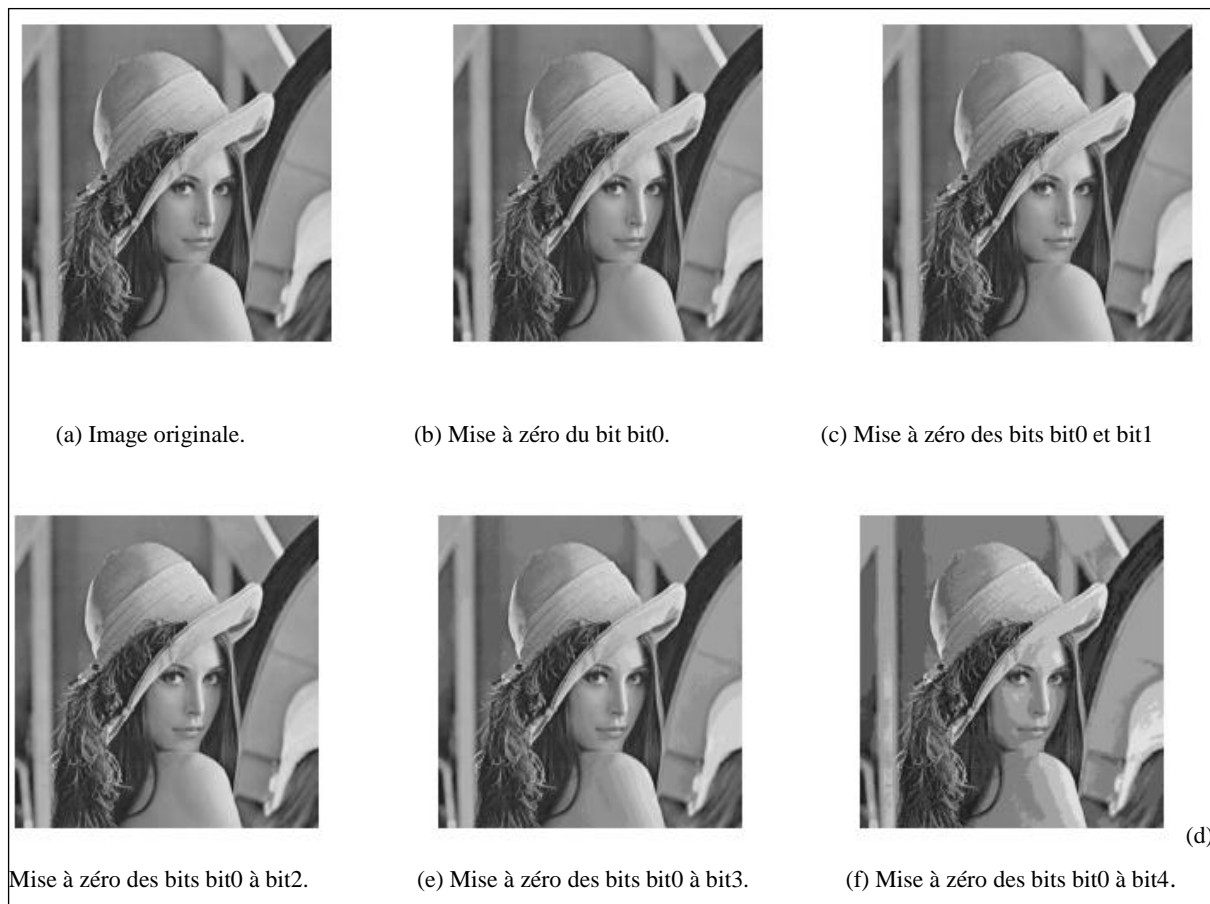 (a) Image originale. (b) Mise à zéro du bit bit0. (c) Mise à zéro des bits bit0 et bit1
(d)
Mise à zéro des bits bit0 à bit2. (e) Mise à zéro des bits bit0 à bit3. (f) Mise à zéro des bits bit0 à bit4.